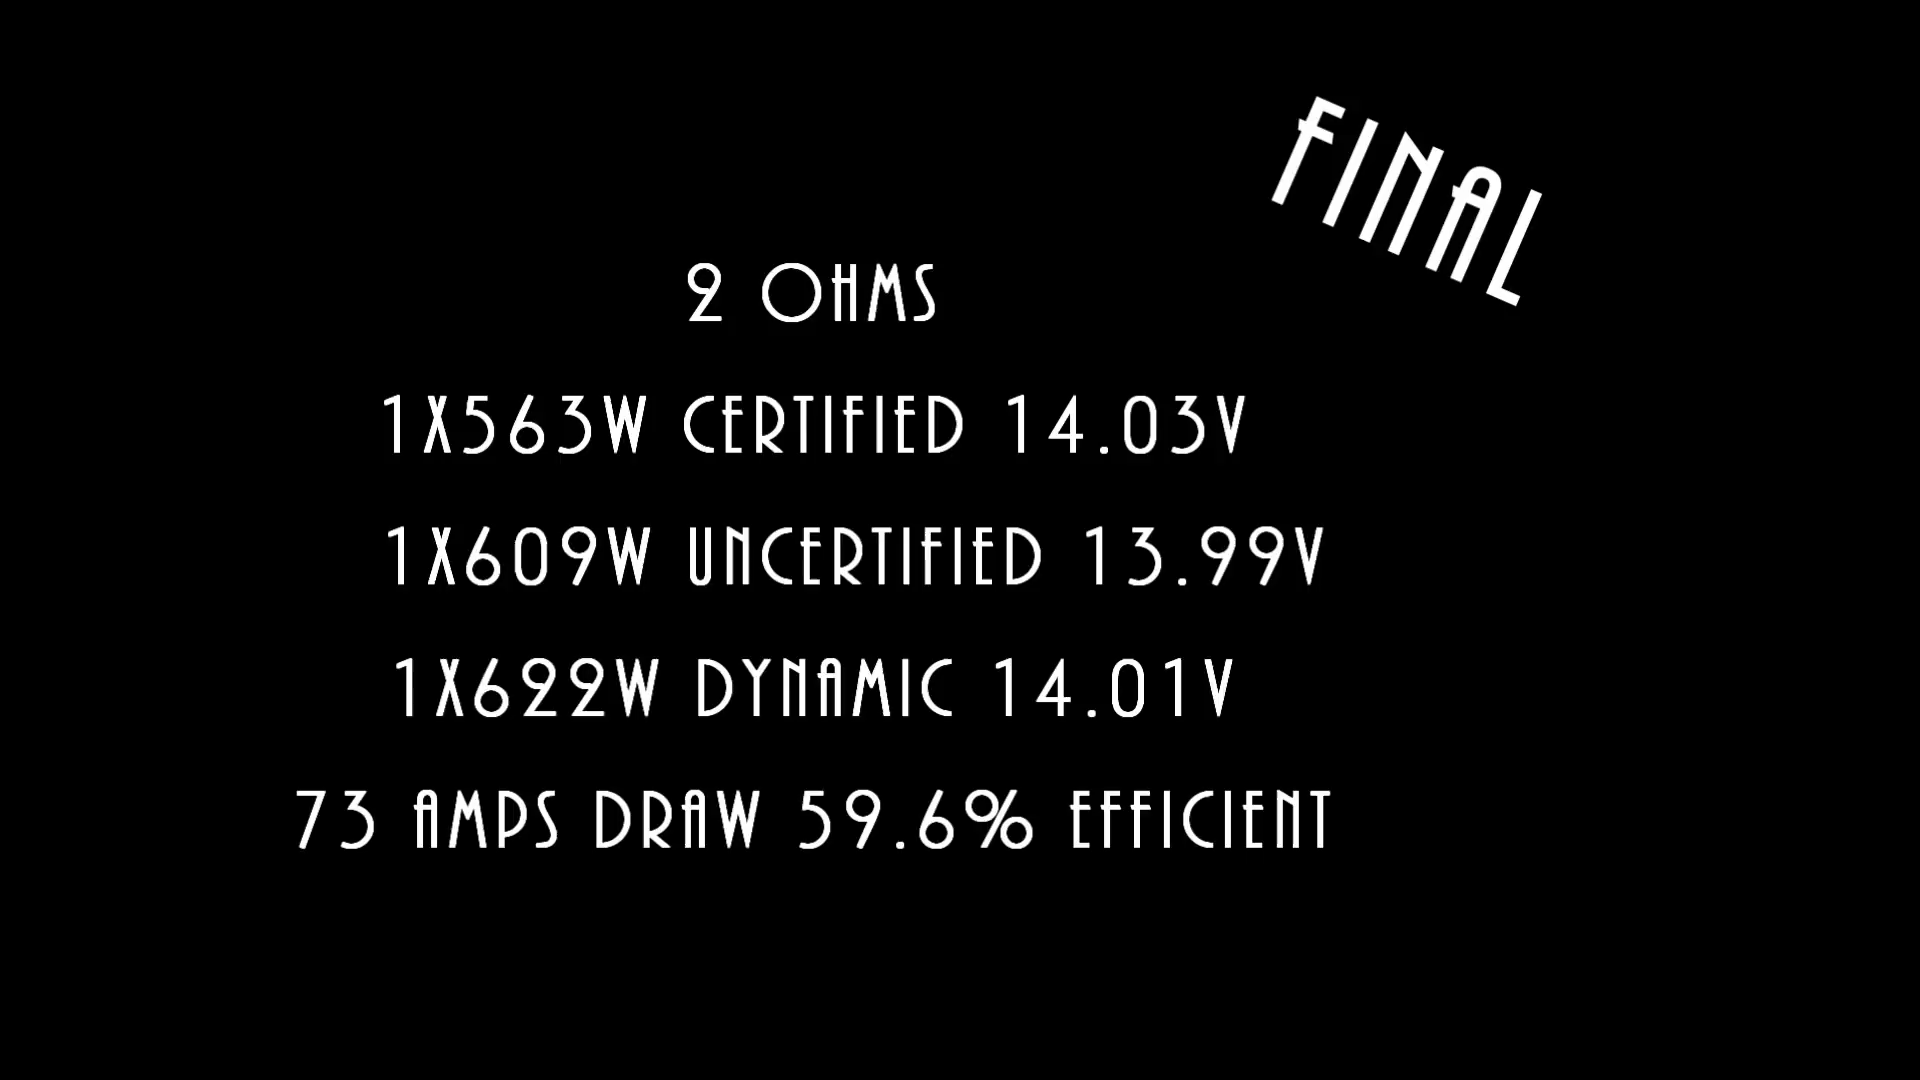 FINAL
2 OHMS
1X563W CERTIFIED 14.03V
1X609W UNCERTIFIED 13.99V
1X622W DYNAMIC 14.01V
73 AMPS DRAW 59.6% EFFICIENT